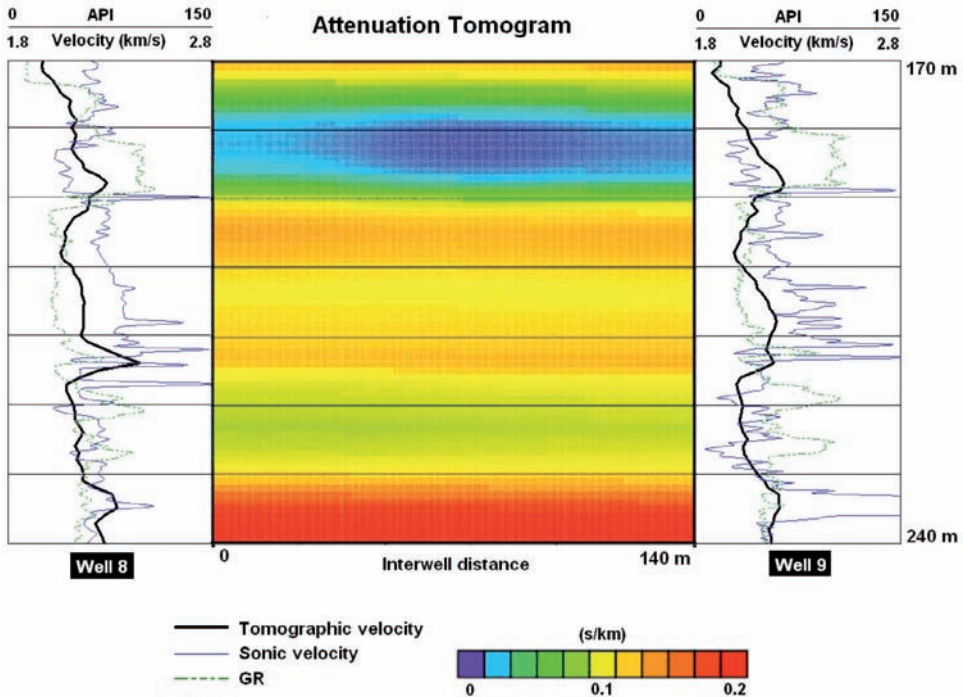 Attenuation Tomogram
0 API 150
1.8 Velocity (km/s) 2.8
0 API 150
1.8 Velocity (km/s) 2.8
170 m
240 m
Well 8
0 Interwell distance 140 m
Well 9
Tomographic velocity
Sonic velocity
GR
(s/km)
0 0.1 0.2